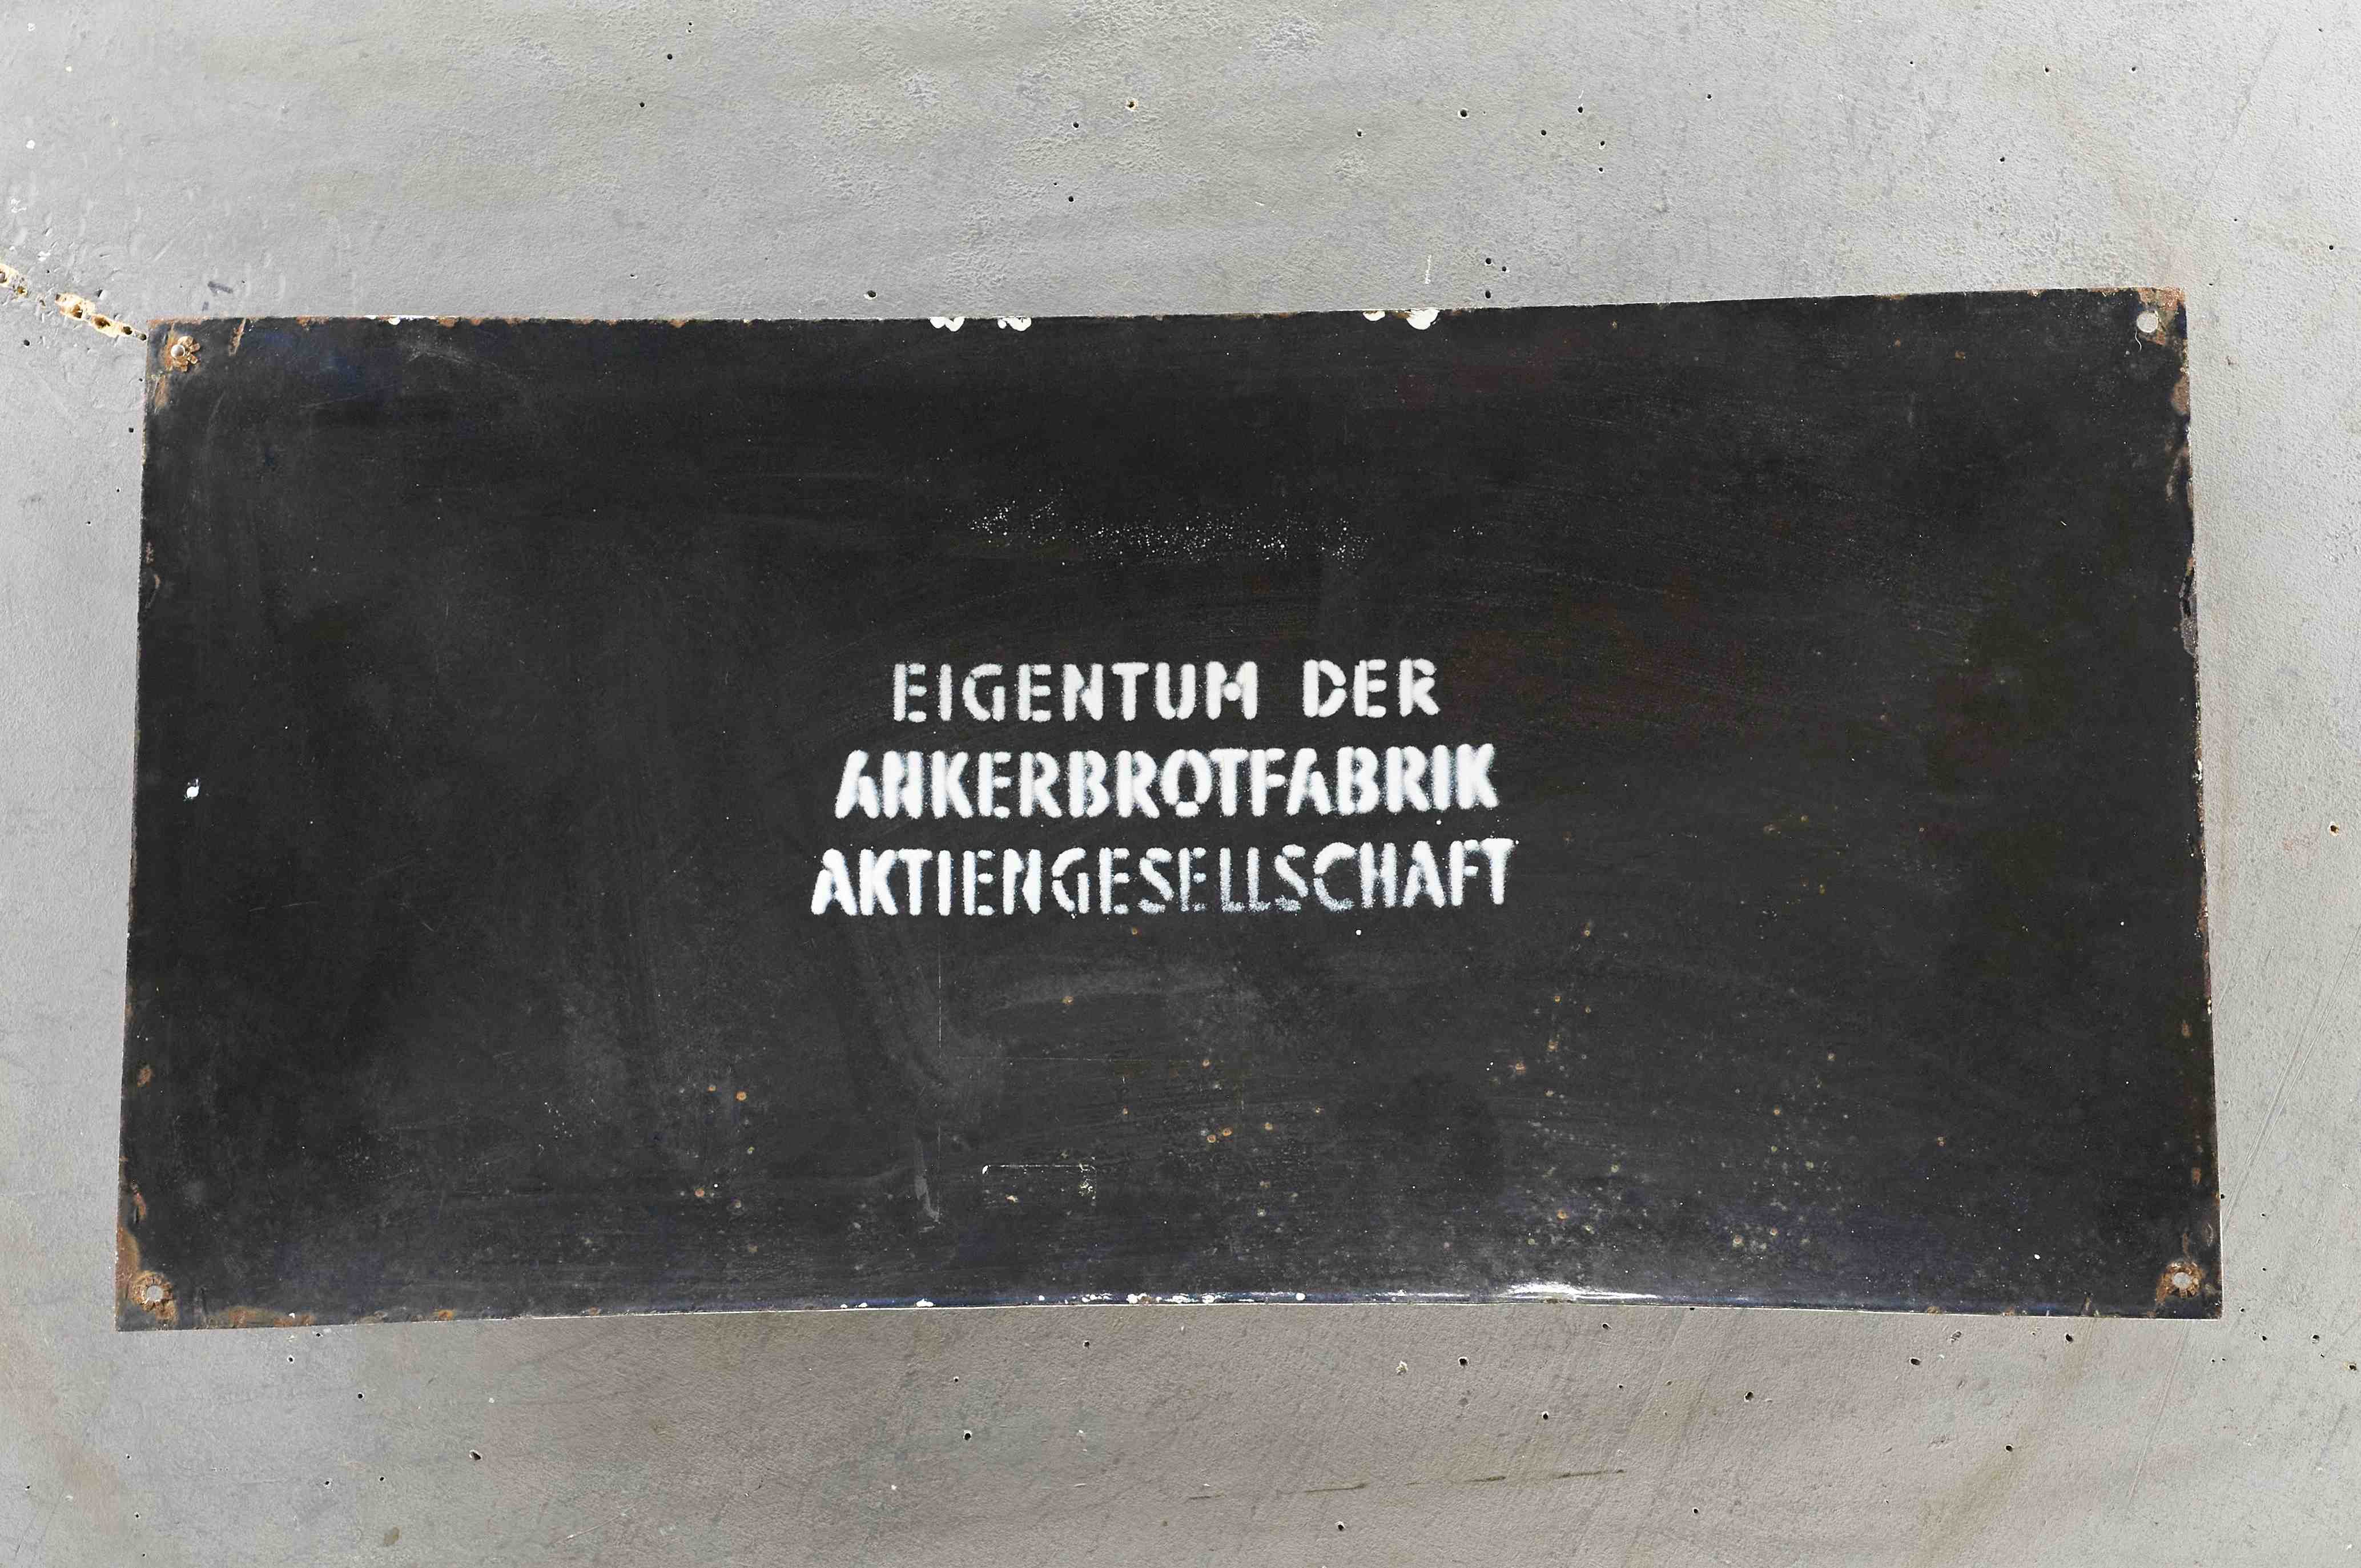 EIGENTUM DER
ANKERBROTFABRIK
AKTIENGESELLSCHAFT